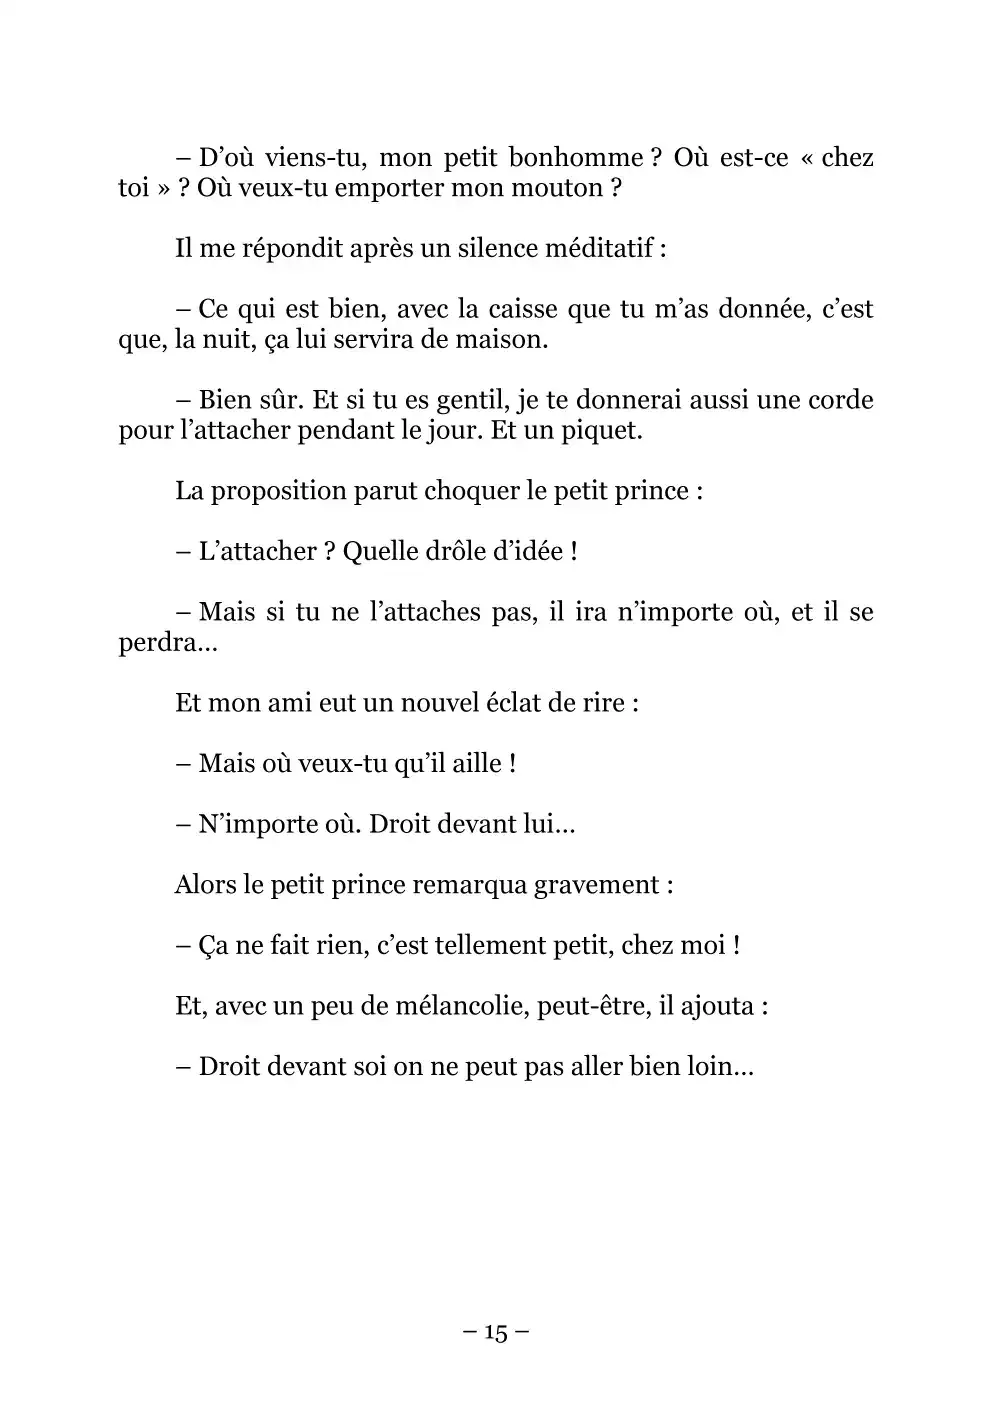 – D’où viens-tu, mon petit bonhomme ? Où est-ce « chez
toi » ? Où veux-tu emporter mon mouton ?
Il me répondit après un silence méditatif :
– Ce qui est bien, avec la caisse que tu m’as donnée, c’est
que, la nuit, ça lui servira de maison.
– Bien sûr. Et si tu es gentil, je te donnerai aussi une corde
pour l’attacher pendant le jour. Et un piquet.
La proposition parut choquer le petit prince :
– L’attacher ? Quelle drôle d’idée !
– Mais si tu ne l’attaches pas, il ira n’importe où, et il se
perdra…
Et mon ami eut un nouvel éclat de rire :
– Mais où veux-tu qu’il aille !
– N’importe où. Droit devant lui…
Alors le petit prince remarqua gravement :
– Ça ne fait rien, c’est tellement petit, chez moi !
Et, avec un peu de mélancolie, peut-être, il ajouta :
– Droit devant soi on ne peut pas aller bien loin…
– 15 –